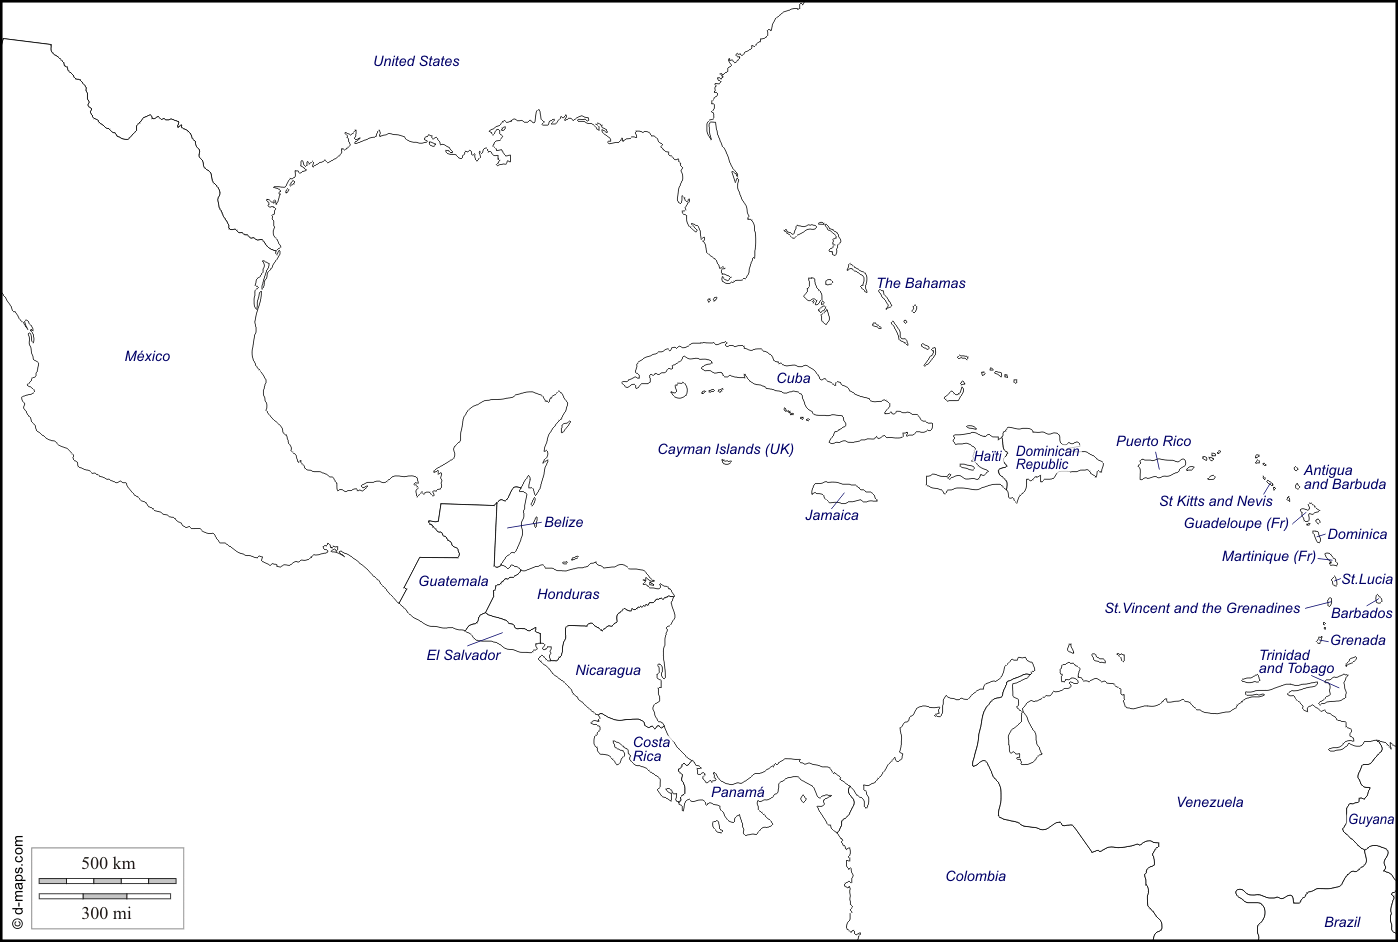 United States
The Bahamas
México
Cuba
Puerto Rico
Cayman Islands (UK)
Haïti
Dominican
Republic
Antigua
and Barbuda
St Kitts and Nevis
Jamaica
Belize
Guadeloupe (Fr)
Dominica
Martinique (Fr)
Guatemala
St.Lucia
Honduras
St.Vincent and the Grenadines
Barbados
Grenada
El Salvador
Trinidad
and Tobago
Nicaragua
Costa
Rica
Panamá
Venezuela
Guyana
Colombia
Brazil
500 km
300 mi
© d-maps.com